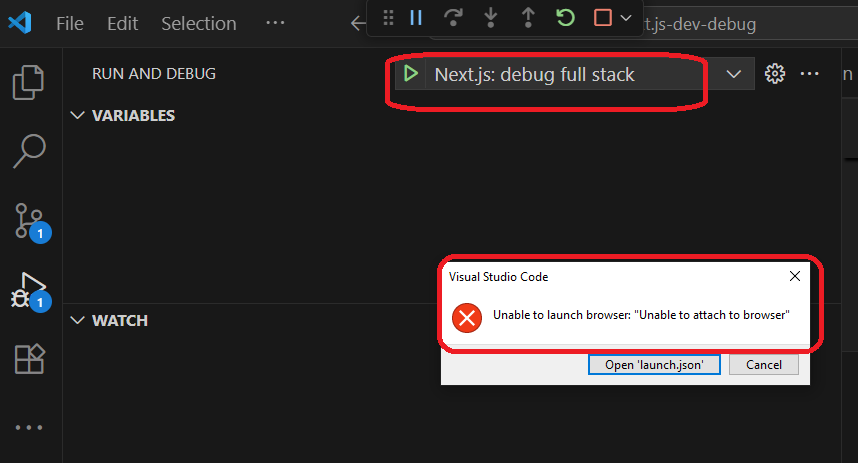 File Edit Selection ···
t.js-dev-debug
RUN AND DEBUG
Next.js: debug full stack
···
n
VARIABLES
1
1
WATCH
Visual Studio Code
Unable to launch browser: "Unable to attach to browser"
Open 'launch.json'
Cancel
···